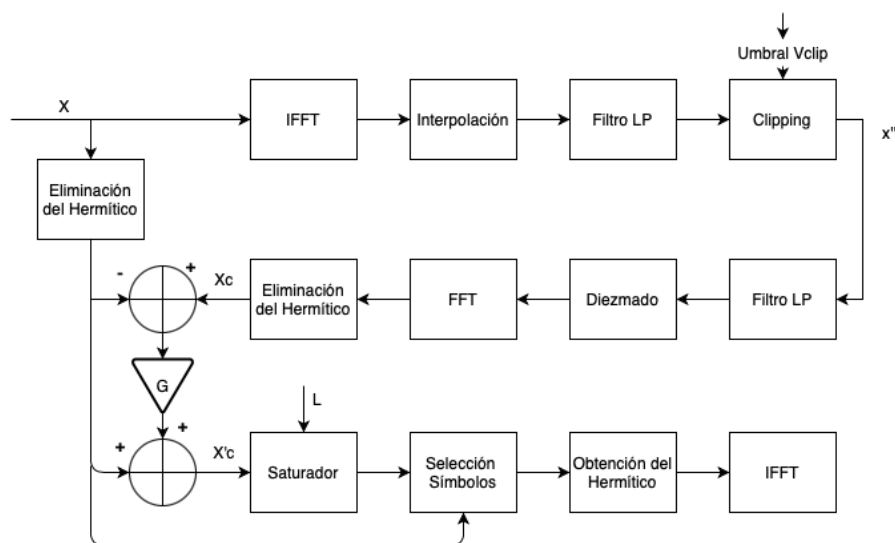 Umbral Vclip
X
IFFT
Interpolación
Filtro LP
Clipping
x"
Eliminación
del Hermítico
-
+
Xc
Eliminación
del Hermítico
FFT
Diezmado
Filtro LP
G
L
+
+
X'c
Saturador
Selección
Símbolos
Obtención del
Hermítico
IFFT